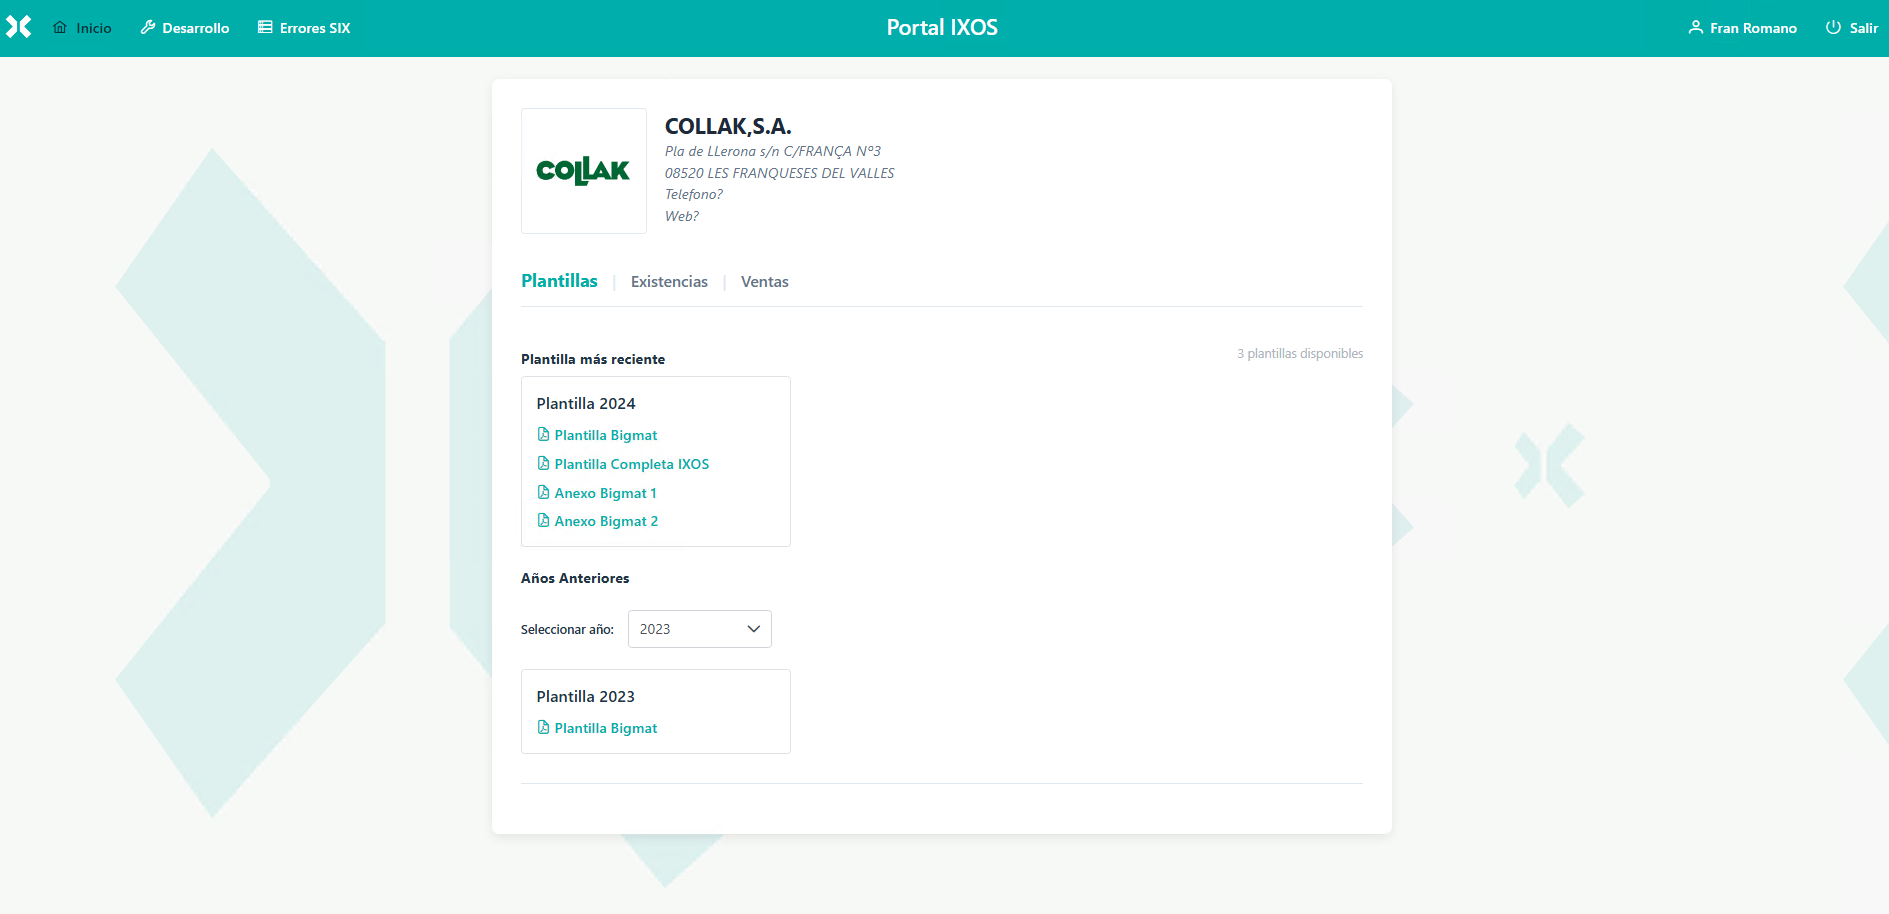 Inicio
Desarrollo
Errores SIX
Portal IXOS
Fran Romano
Salir
COLLAK
COLLAK,S.A.
Pla de LLerona s/n C/FRANÇA Nº3
08520 LES FRANQUESES DEL VALLES
Telefono?
Web?
Plantillas | Existencias | Ventas
Plantilla más reciente
3 plantillas disponibles
Plantilla 2024
Plantilla Bigmat
Plantilla Completa IXOS
Anexo Bigmat 1
Anexo Bigmat 2
Años Anteriores
Seleccionar año: 2023
Plantilla 2023
Plantilla Bigmat